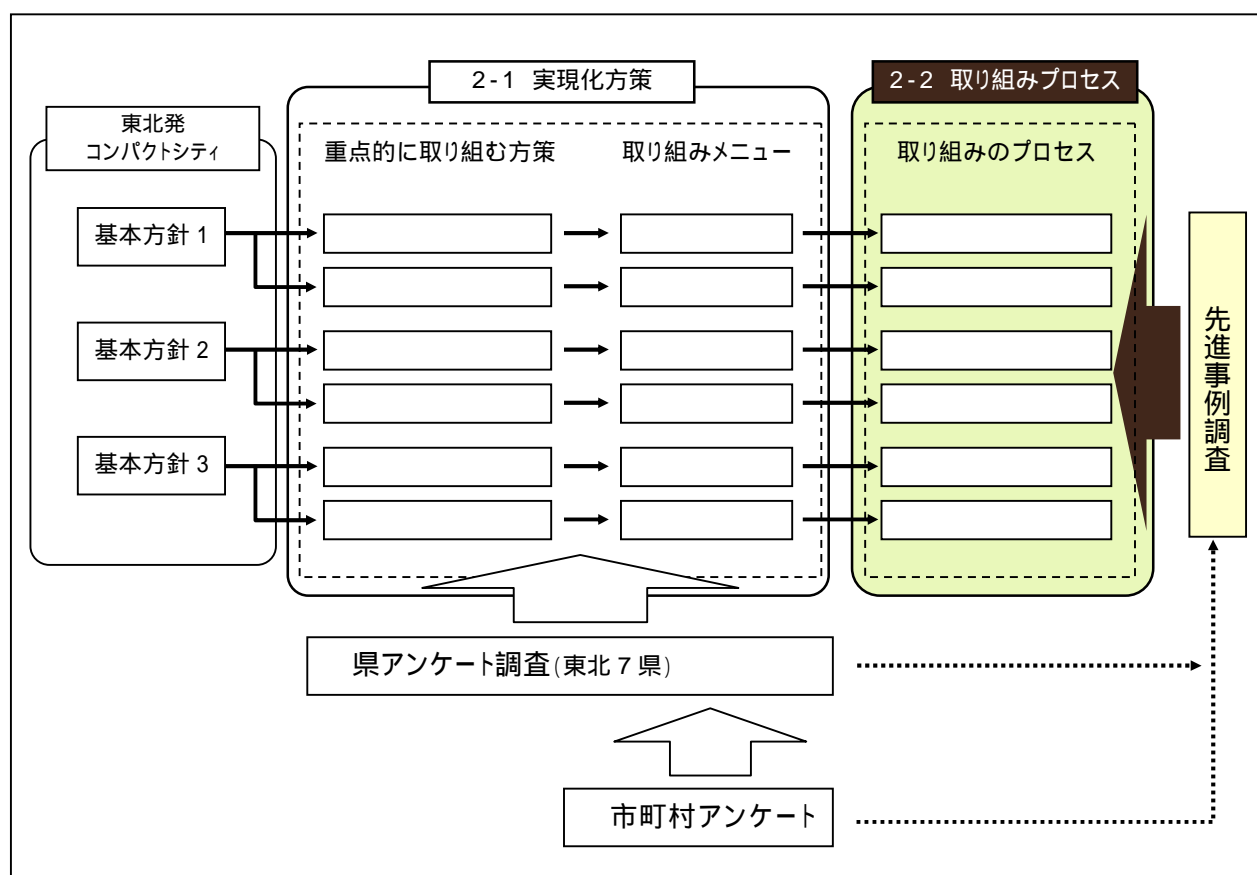 2-1 実現化方策
2-2 取り組みプロセス
東北発
コンパクトシティ
重点的に取り組む方策
取り組みメニュー
取り組みのプロセス
基本方針1
基本方針2
基本方針3
先進事例調査
県アンケート調査(東北7県)
市町村アンケート